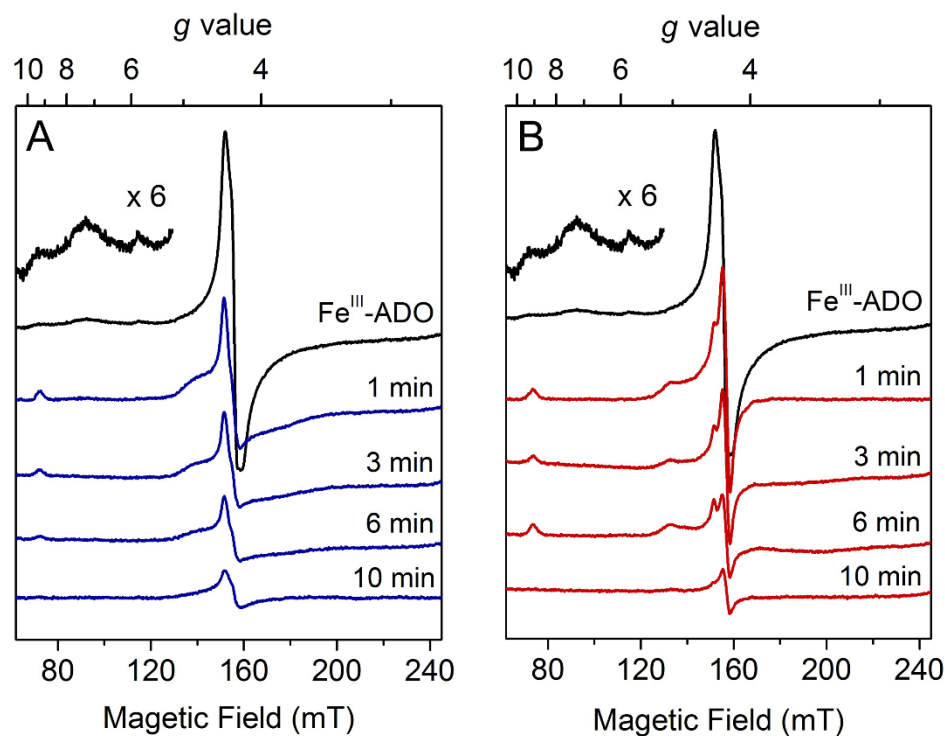 g value
10 8 6 4
A
x 6
Fe^III-ADO
1 min
3 min
6 min
10 min
80 120 160 200 240
Magetic Field (mT)
g value
10 8 6 4
B
x 6
Fe^III-ADO
1 min
3 min
6 min
10 min
80 120 160 200 240
Magetic Field (mT)